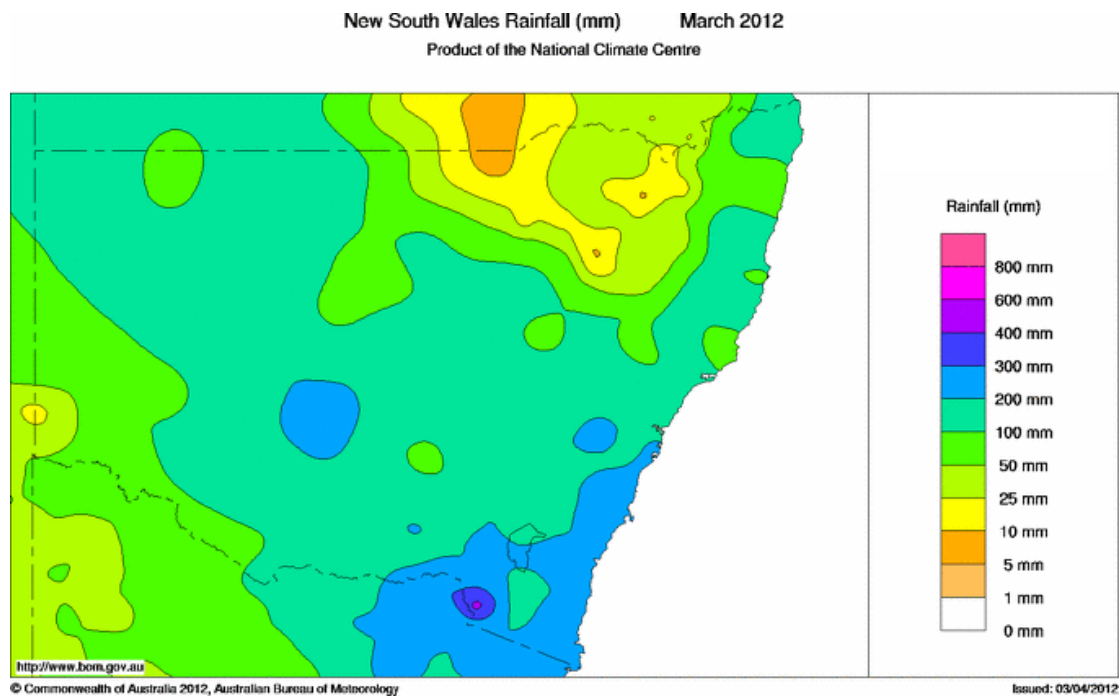 New South Wales Rainfall (mm) March 2012
Product of the National Climate Centre
Rainfall (mm)
800 mm
600 mm
400 mm
300 mm
200 mm
100 mm
50 mm
25 mm
10 mm
5 mm
1 mm
0 mm
http://www.bom.gov.au
© Commonwealth of Australia 2012, Australian Bureau of Meteorology
Issued: 03/04/2012